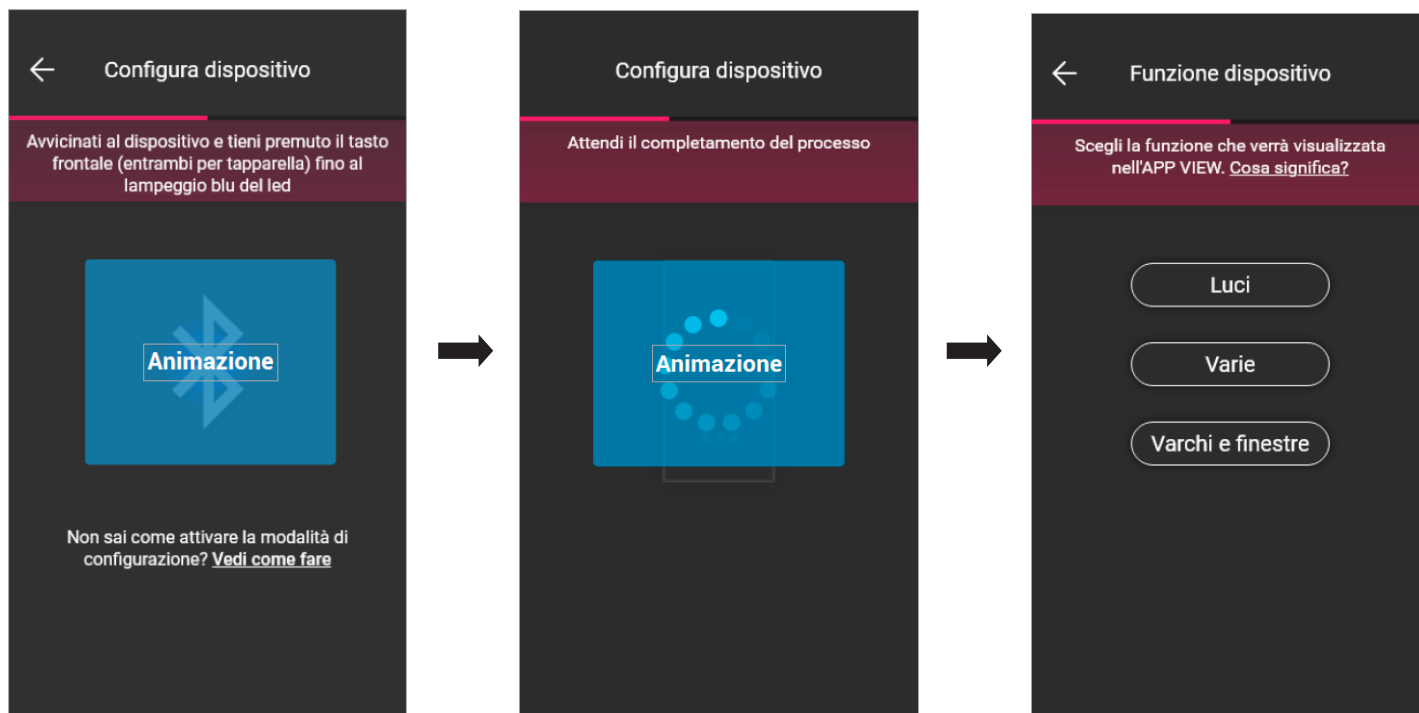 Configura dispositivo
Avvicinati al dispositivo e tieni premuto il tasto
frontale (entrambi per tapparella) fino al
lampeggio blu del led
Animazione
Non sai come attivare la modalità di
configurazione? Vedi come fare
Configura dispositivo
Attendi il completamento del processo
Animazione
Funzione dispositivo
Scegli la funzione che verrà visualizzata
nell'APP VIEW. Cosa significa?
Luci
Varie
Varchi e finestre